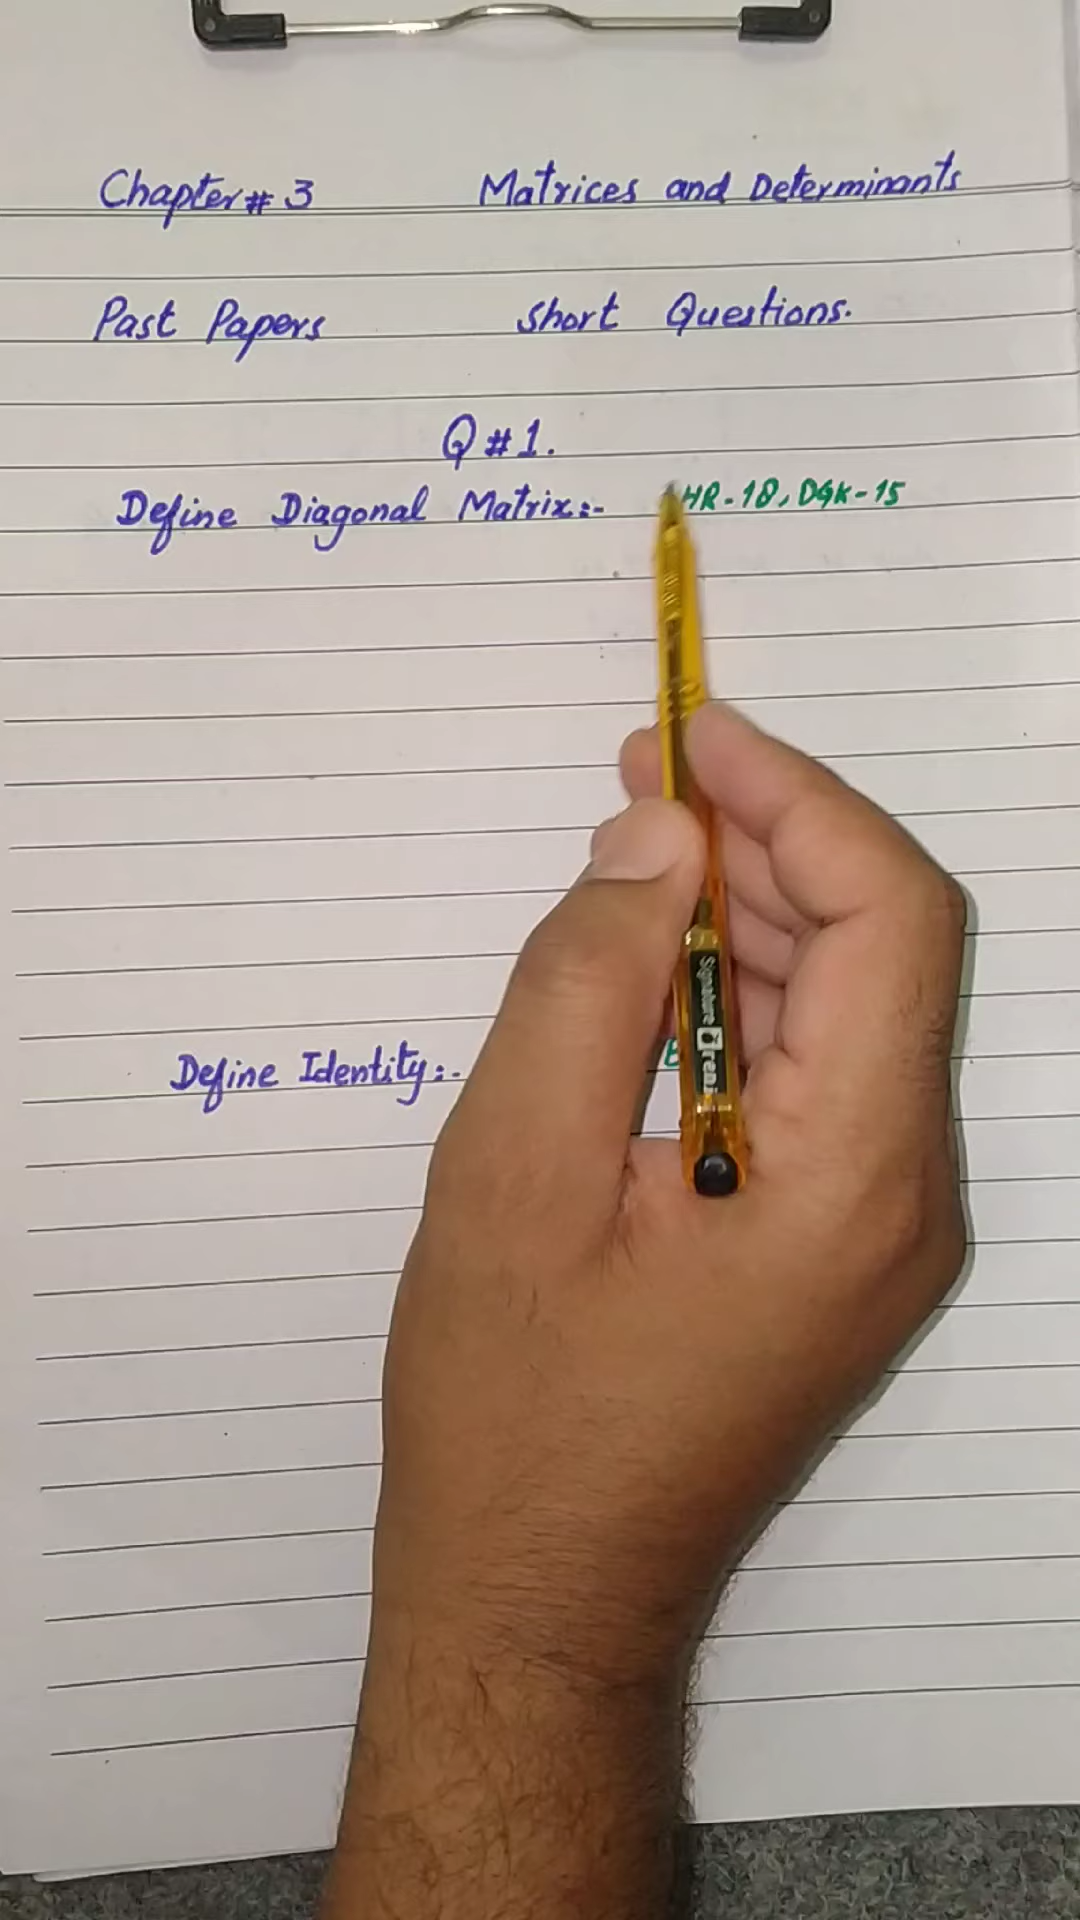 Chapter# 3 Matrices and Determinants
Past Papers Short Questions.
Q#1.
Define Diagonal Matrix:- HR-18, DGK-15
Define Identity:-
Signature